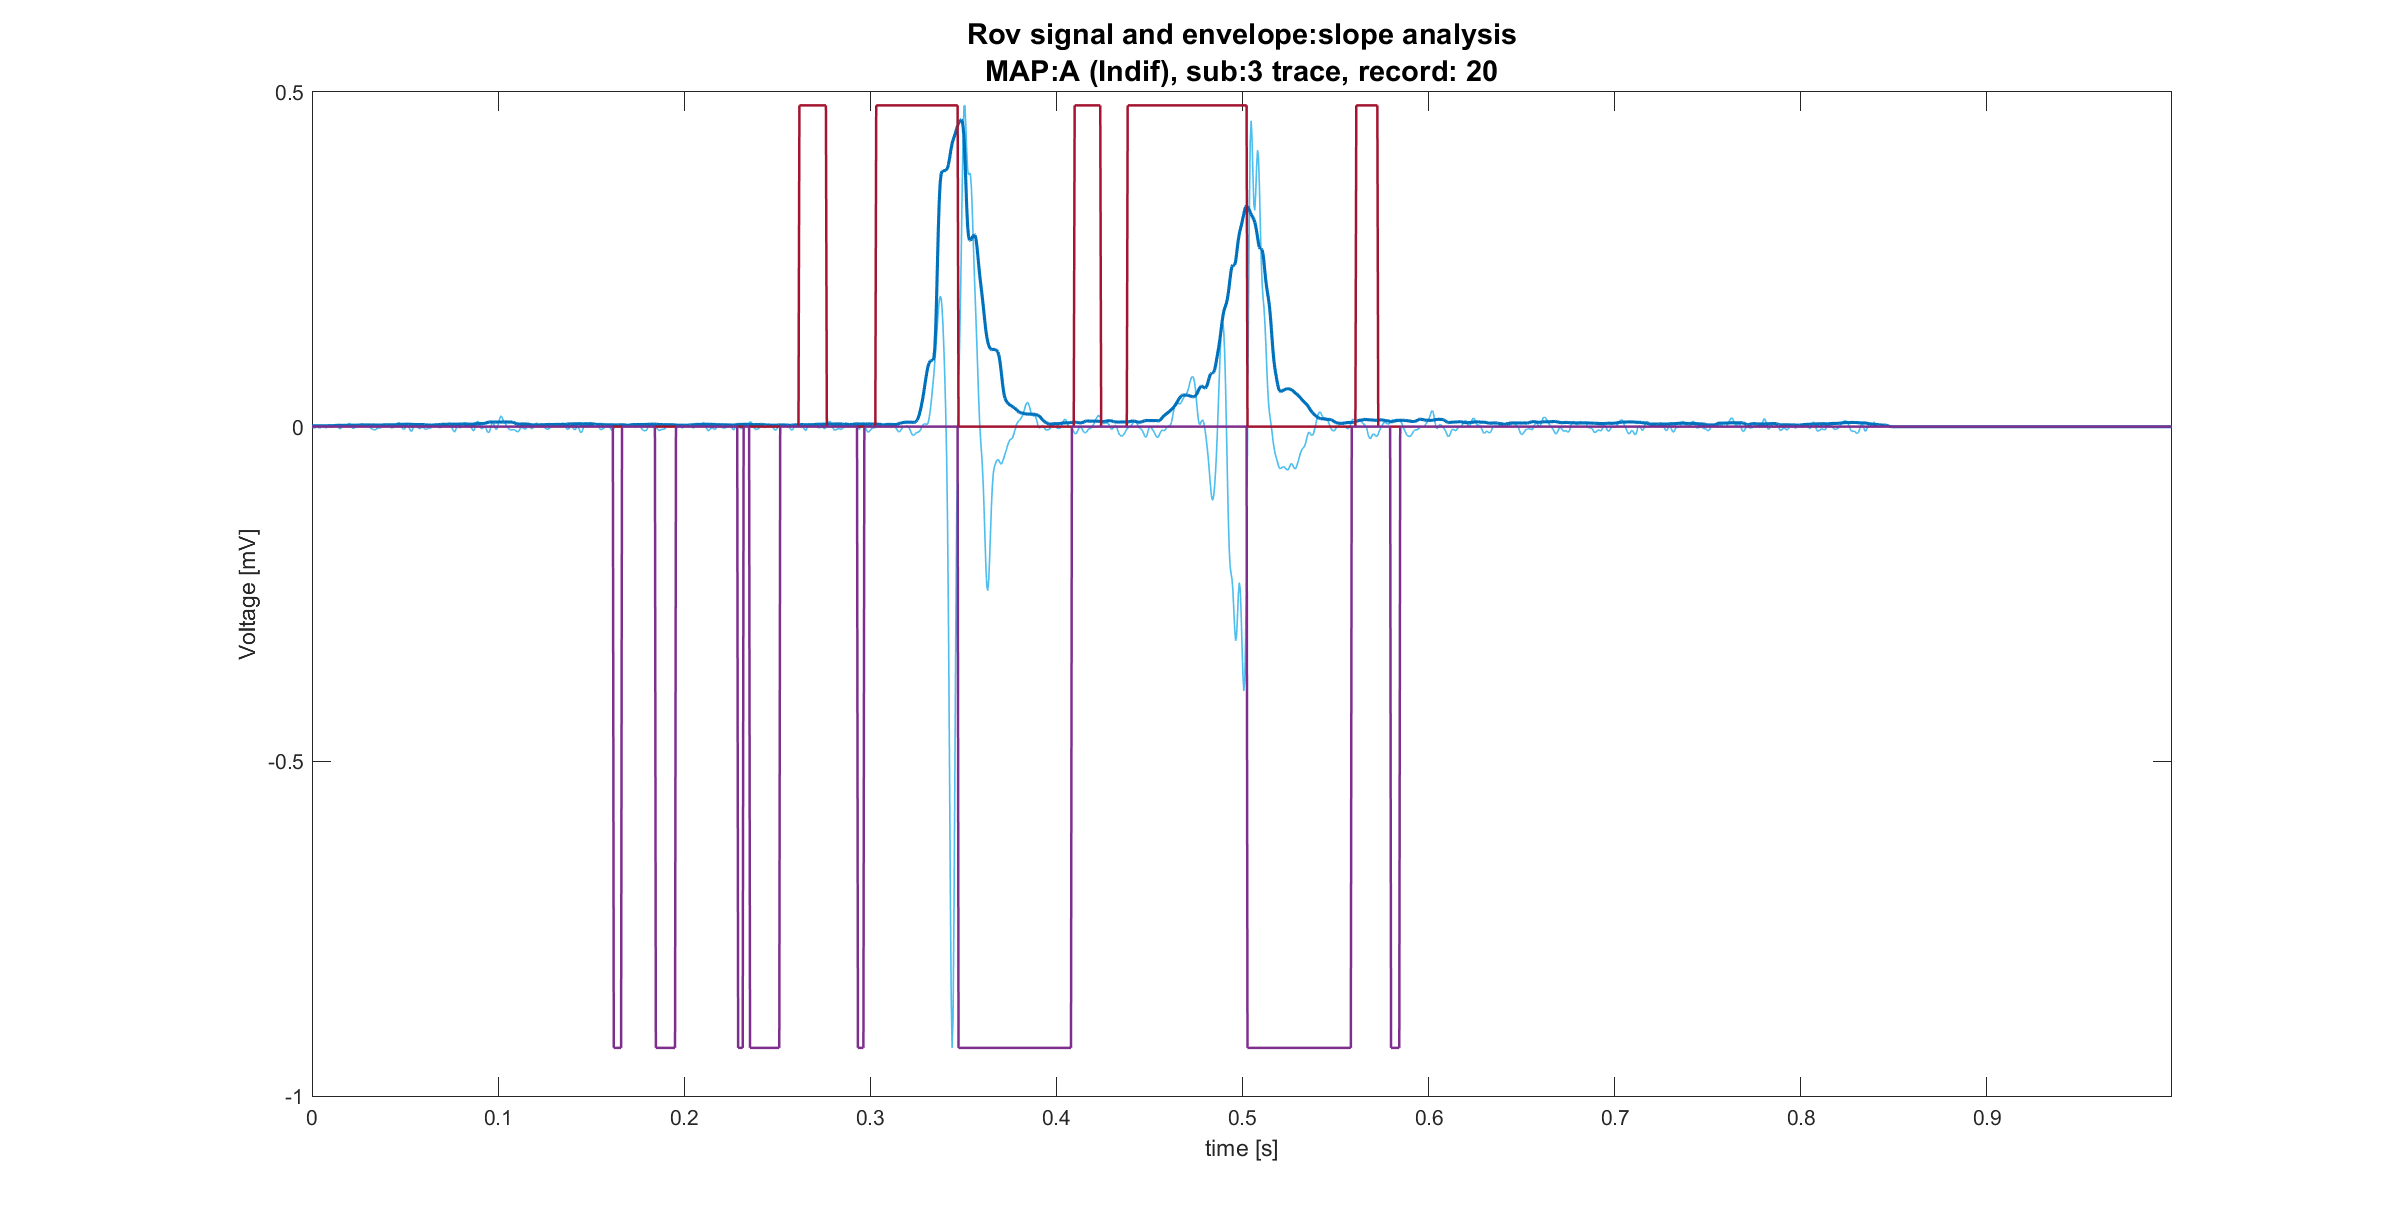 Rov signal and envelope:slope analysis
MAP:A (Indif), sub:3 trace, record: 20
0.5
0
-0.5
-1
Voltage [mV]
0 0.1 0.2 0.3 0.4 0.5 0.6 0.7 0.8 0.9
time [s]